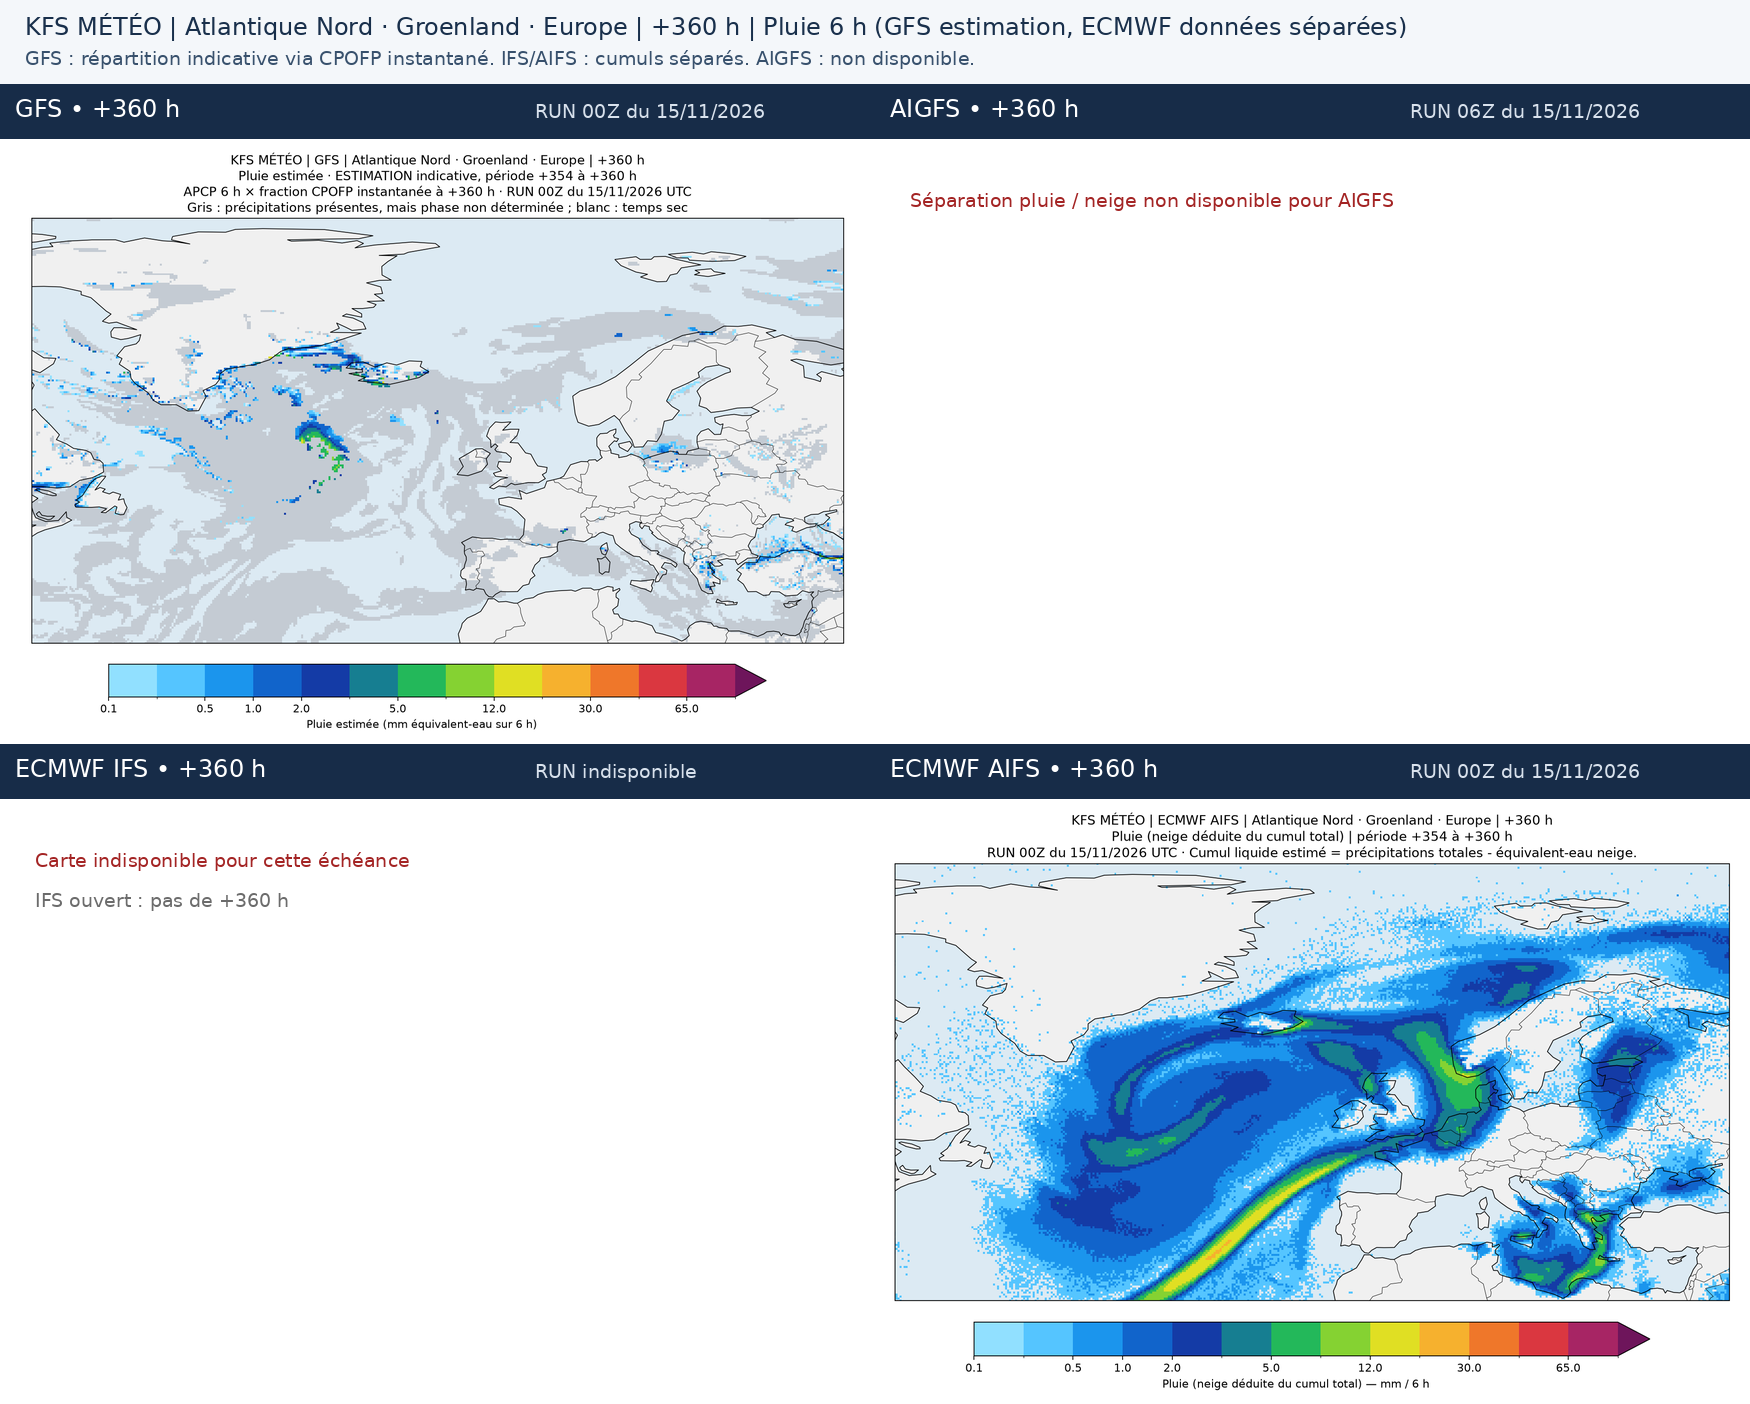 KFS MÉTÉO | Atlantique Nord · Groenland · Europe | +360 h | Pluie 6 h (GFS estimation, ECMWF données séparées)
GFS : répartition indicative via CPOFP instantané. IFS/AIFS : cumuls séparés. AIGFS : non disponible.
GFS • +360 h
RUN 00Z du 15/11/2026
AIGFS • +360 h
RUN 06Z du 15/11/2026
KFS MÉTÉO | GFS | Atlantique Nord · Groenland · Europe | +360 h
Pluie estimée · ESTIMATION indicative, période +354 à +360 h
APCP 6 h × fraction CPOFP instantanée à +360 h · RUN 00Z du 15/11/2026 UTC
Gris : précipitations présentes, mais phase non déterminée ; blanc : temps sec
Séparation pluie / neige non disponible pour AIGFS
0.1 0.5 1.0 2.0 5.0 12.0 30.0 65.0
Pluie estimée (mm équivalent-eau sur 6 h)
ECMWF IFS • +360 h
RUN indisponible
ECMWF AIFS • +360 h
RUN 00Z du 15/11/2026
Carte indisponible pour cette échéance
IFS ouvert : pas de +360 h
KFS MÉTÉO | ECMWF AIFS | Atlantique Nord · Groenland · Europe | +360 h
Pluie (neige déduite du cumul total) | période +354 à +360 h
RUN 00Z du 15/11/2026 UTC · Cumul liquide estimé = précipitations totales - équivalent-eau neige.
0.1 0.5 1.0 2.0 5.0 12.0 30.0 65.0
Pluie (neige déduite du cumul total) — mm / 6 h